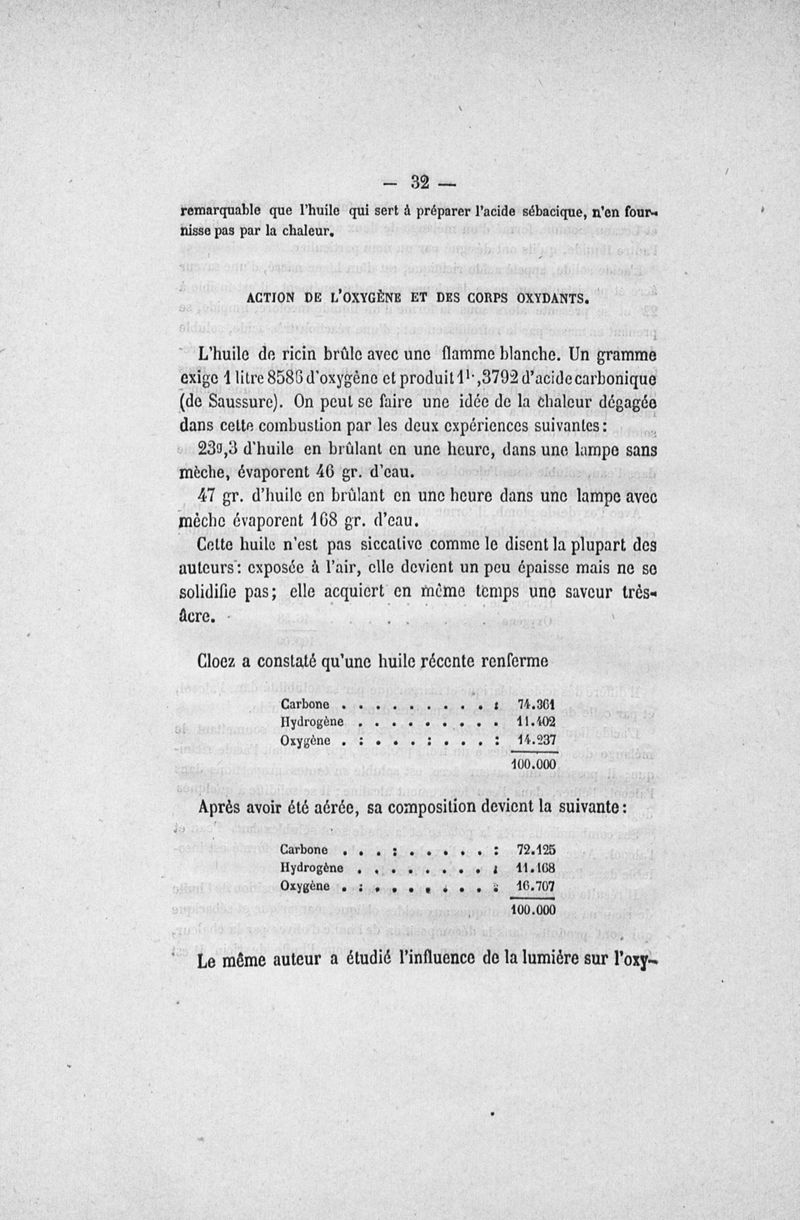 — 32 —
remarquable que l'huile qui sert à préparer l'acide sébacique, n'en four-
nisse pas par la chaleur.
ACTION DE L'OXYGÈNE ET DES CORPS OXYDANTS.
L'huile de ricin brûle avec une flamme blanche. Un gramme
exige 1 litre 8586 d'oxygène et produit 1l.,3792 d'acide carbonique
(de Saussure). On peut se faire une idée de la chaleur dégagée
dans cette combustion par les deux expériences suivantes:
23g,3 d'huile en brûlant en une heure, dans une lampe sans
mèche, évaporent 46 gr. d'eau.
47 gr. d'huile en brûlant en une heure dans une lampe avec
mèche évaporent 168 gr. d'eau.
Cette huile n'est pas siccative comme le disent la plupart des
auteurs: exposée à l'air, elle devient un peu épaisse mais ne se
solidifie pas; elle acquiert en même temps une saveur très-
âcre.
Cloez a constaté qu'une huile récente renferme
Carbone . . . . . . . . . : 74.361
Hydrogène . . . . . . . . . 11.402
Oxygène . : . . . : . . . : 14.237
100.000
Après avoir été aérée, sa composition devient la suivante:
Carbone . . . : . . . . . : 72.125
Hydrogène . . . . . . . . : 11.168
Oxygène . : . . . . . . . : 16.707
100.000
Le même auteur a étudié l'influence de la lumière sur l'oxy-